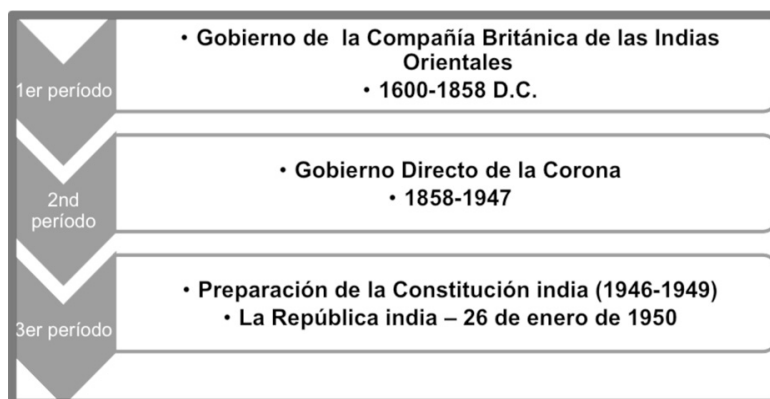 1er período
• Gobierno de la Compañía Británica de las Indias
Orientales
• 1600-1858 D.C.
2nd
período
• Gobierno Directo de la Corona
• 1858-1947
3er período
• Preparación de la Constitución india (1946-1949)
• La República india – 26 de enero de 1950